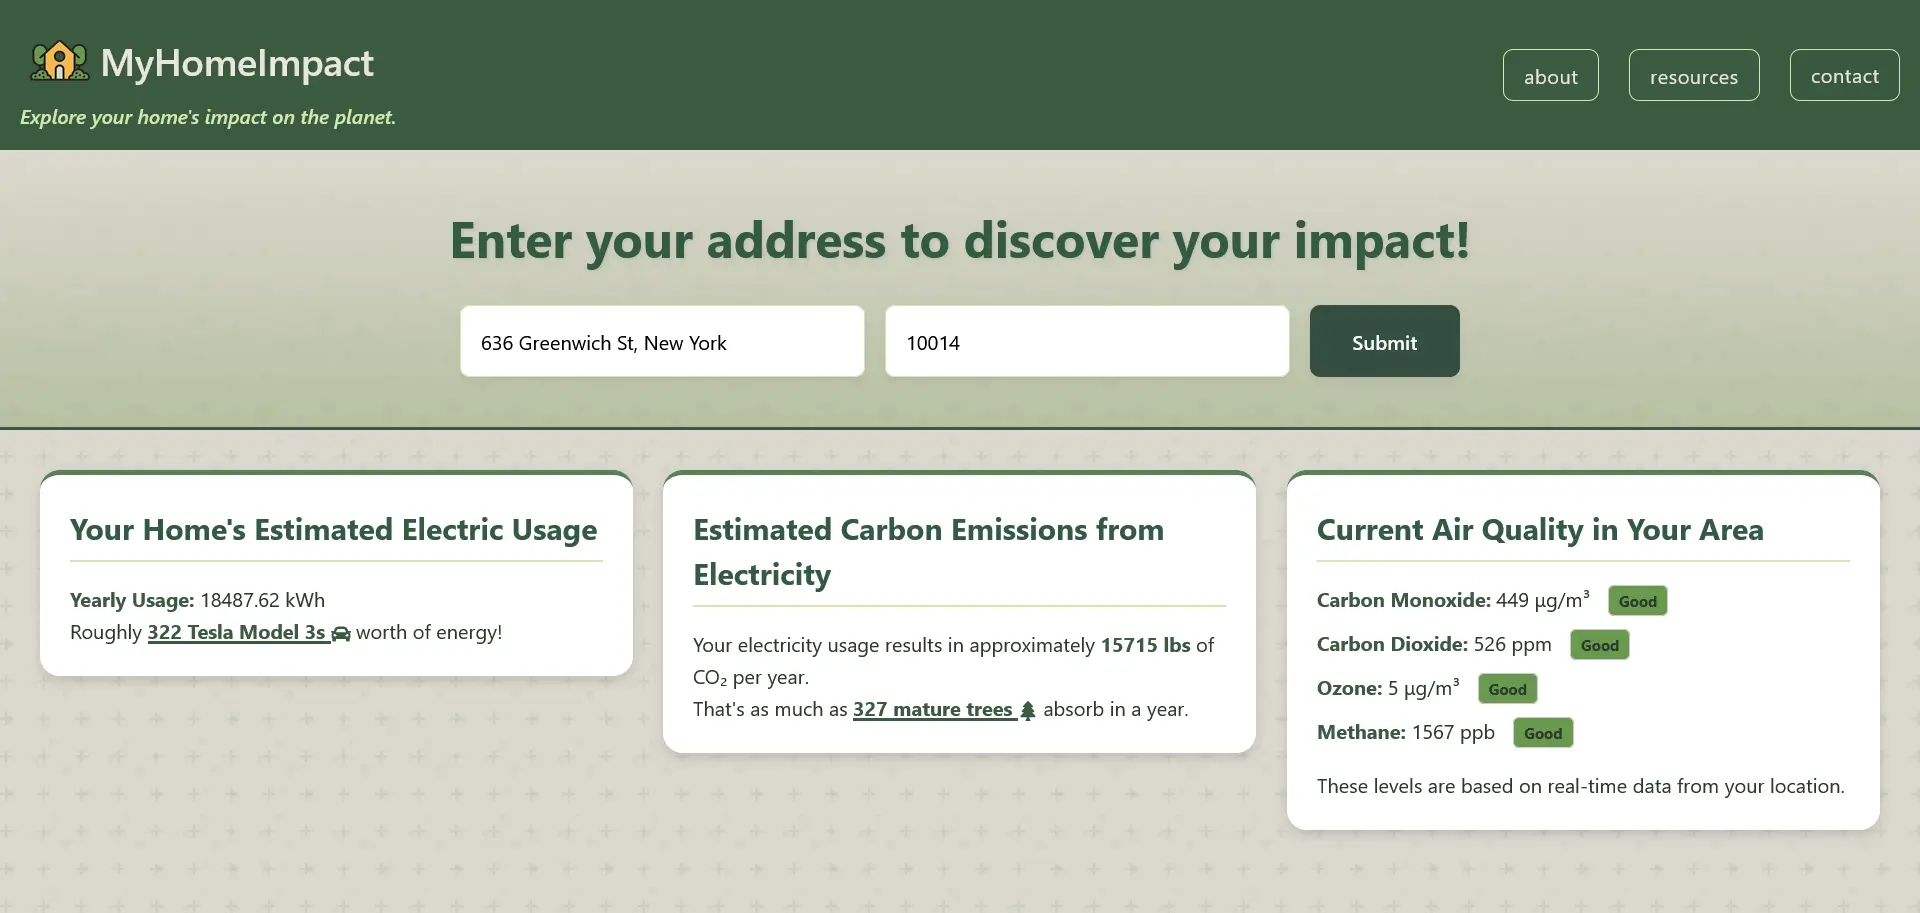 MyHomeImpact
Explore your home's impact on the planet.
about
resources
contact
Enter your address to discover your impact!
636 Greenwich St, New York
10014
Submit
Your Home's Estimated Electric Usage
Yearly Usage: 18487.62 kWh
Roughly 322 Tesla Model 3s worth of energy!
Estimated Carbon Emissions from
Electricity
Your electricity usage results in approximately 15715 lbs of
CO₂ per year.
That's as much as 327 mature trees absorb in a year.
Current Air Quality in Your Area
Carbon Monoxide: 449 µg/m³ Good
Carbon Dioxide: 526 ppm Good
Ozone: 5 µg/m³ Good
Methane: 1567 ppb Good
These levels are based on real-time data from your location.